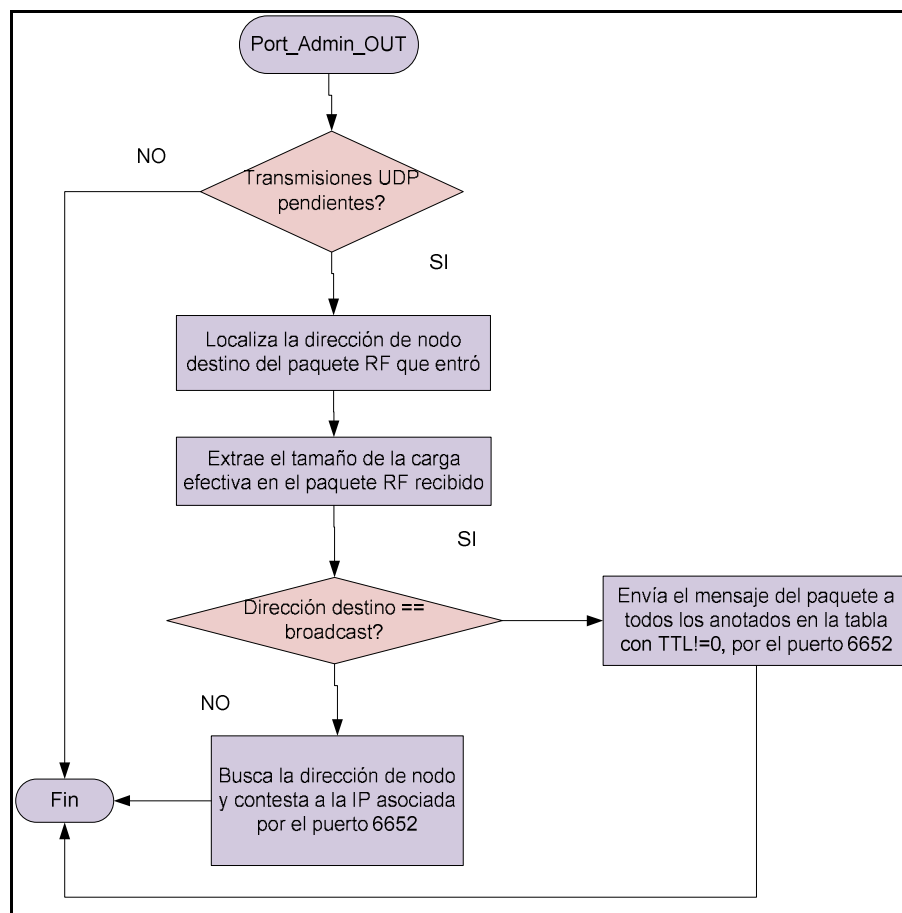 Port_Admin_OUT
NO
Transmisiones UDP
pendientes?
SI
Localiza la dirección de nodo
destino del paquete RF que entró
Extrae el tamaño de la carga
efectiva en el paquete RF recibido
SI
Dirección destino ==
broadcast?
Envía el mensaje del paquete a
todos los anotados en la tabla
con TTL!=0, por el puerto 6652
NO
Busca la dirección de nodo
y contesta a la IP asociada
por el puerto 6652
Fin